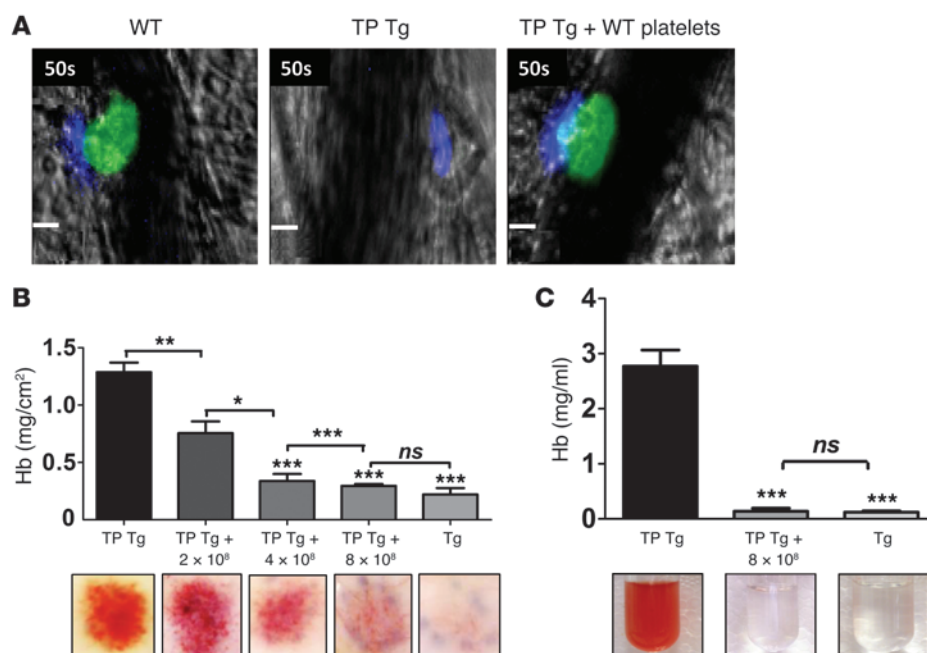 A
WT
TP Tg
TP Tg + WT platelets
50s
50s
50s
B
Hb (mg/cm²)
1.5
1.0
0.5
0
**
*
***
ns
***
***
***
TP Tg
TP Tg +
2 × 10⁸
TP Tg +
4 × 10⁸
TP Tg +
8 × 10⁸
Tg
C
Hb (mg/ml)
4
3
2
1
0
ns
***
***
TP Tg
TP Tg +
8 × 10⁸
Tg